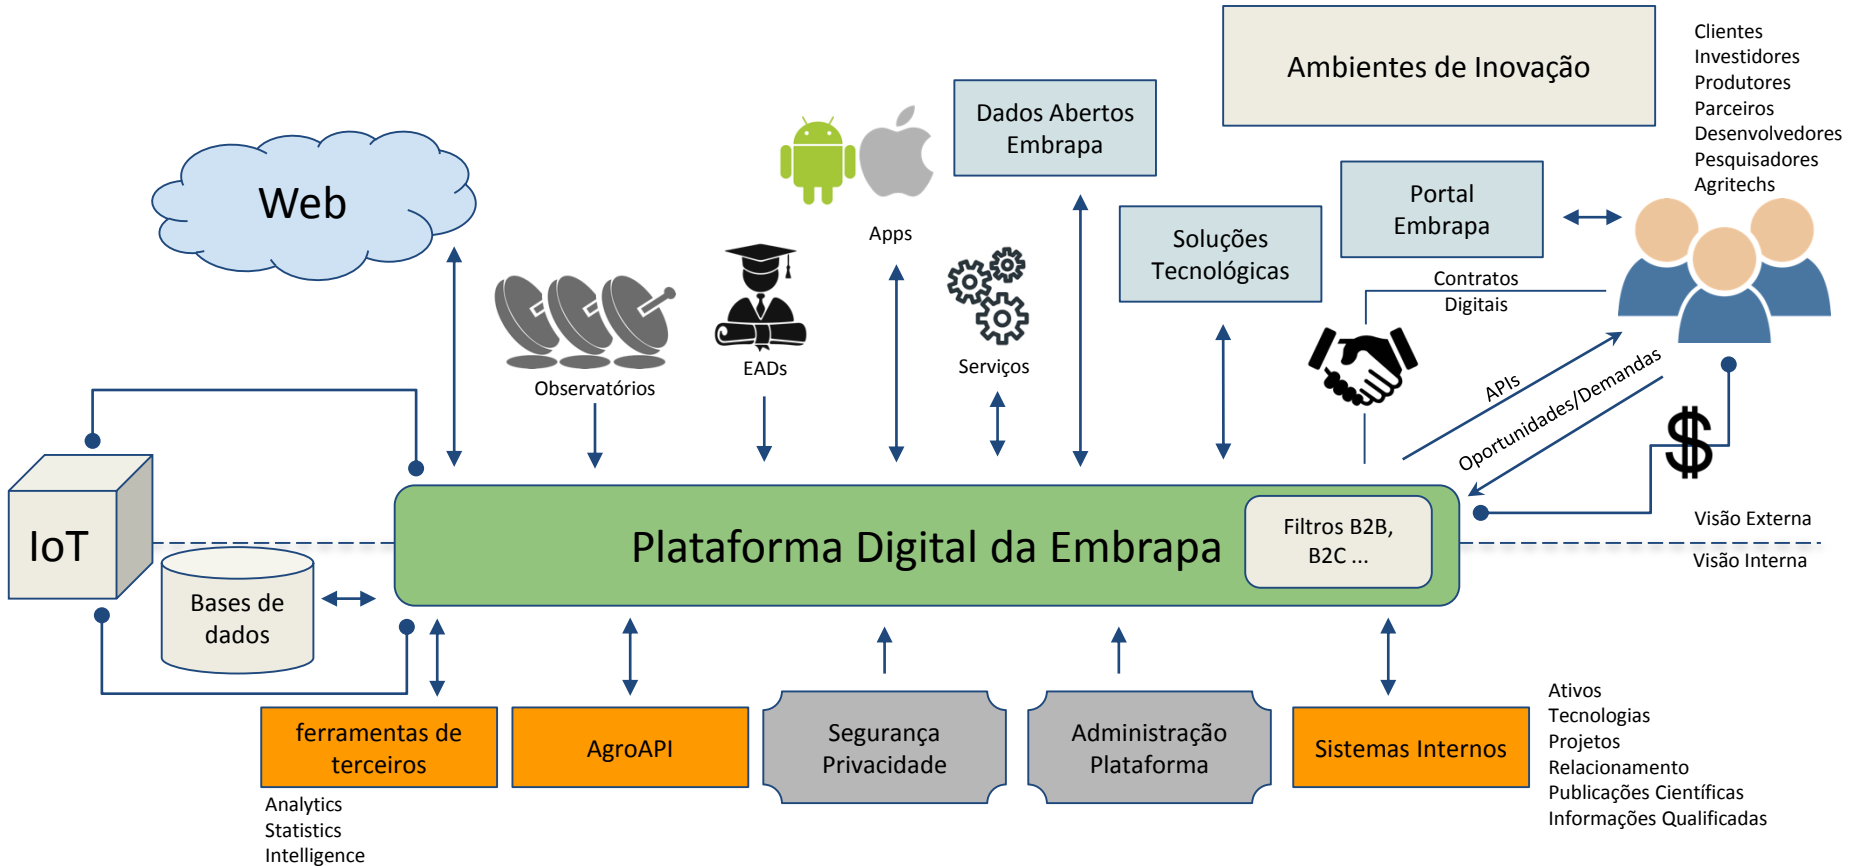 Ambientes de Inovação
Clientes
Investidores
Produtores
Parceiros
Desenvolvedores
Pesquisadores
Agritechs
Dados Abertos
Embrapa
Web
Apps
Portal
Embrapa
Soluções
Tecnológicas
Contratos
Digitais
Observatórios
EADs
Serviços
APIs
Oportunidades/Demandas
$
IoT
Plataforma Digital da Embrapa
Filtros B2B,
B2C ...
Visão Externa
Visão Interna
Bases de
dados
ferramentas de
terceiros
AgroAPI
Segurança
Privacidade
Administração
Plataforma
Sistemas Internos
Ativos
Tecnologias
Projetos
Relacionamento
Publicações Científicas
Informações Qualificadas
Analytics
Statistics
Intelligence